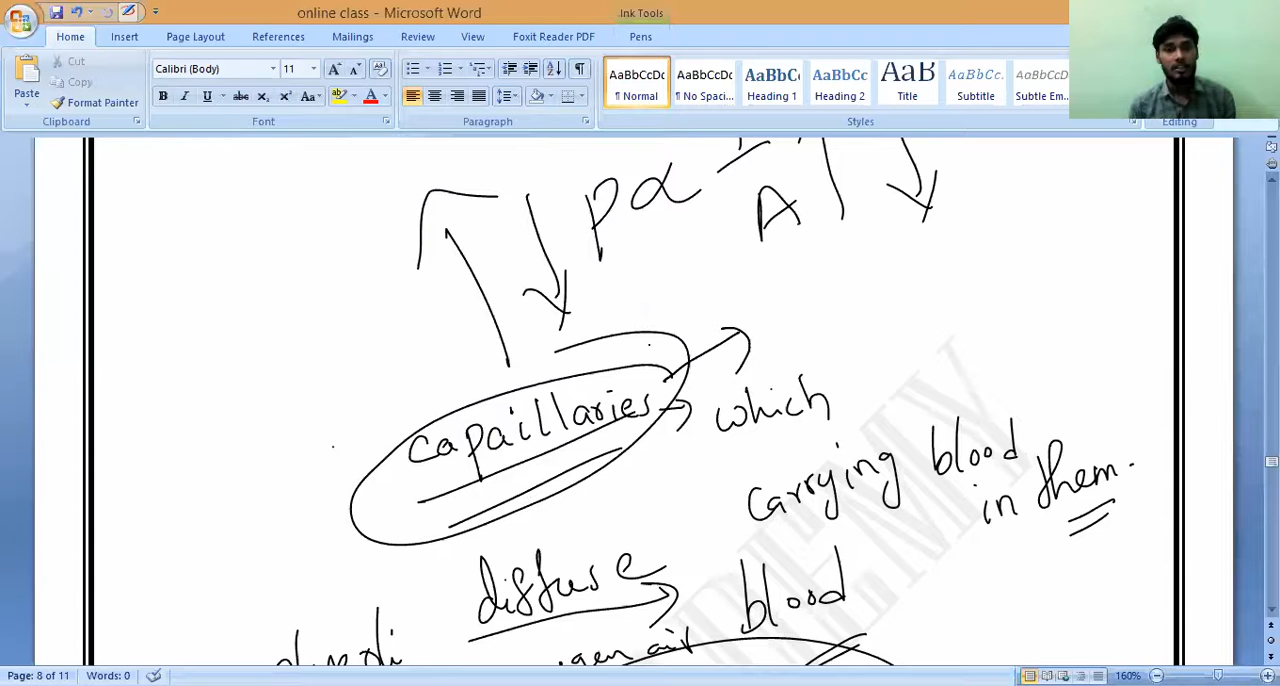 online class - Microsoft Word
Ink Tools
Home Insert Page Layout References Mailings Review View Foxit Reader PDF Pens
Paste
Cut
Copy
Format Painter
Clipboard
Calibri (Body) 11
Font
Paragraph
AaBbCcDc AaBbCcDc AaBbC AaBbCc AaB AaBbCc. AaBbCcDc
¶ Normal ¶ No Spaci... Heading 1 Heading 2 Title Subtitle Subtle Em...
Styles
Editing
P α
A
capaillaries
which
carrying blood
in them.
diffuse
blood
Page: 8 of 11 Words: 0 160%